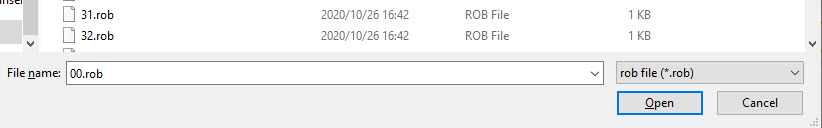 31.rob 2020/10/26 16:42 ROB File 1 KB
32.rob 2020/10/26 16:42 ROB File 1 KB
File name: 00.rob rob file (*.rob)
Open Cancel